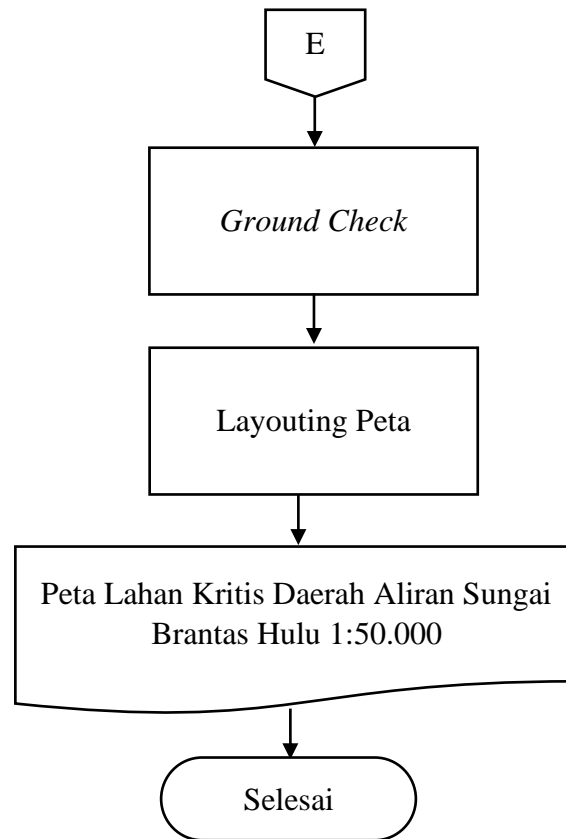 E
Ground Check
Layouting Peta
Peta Lahan Kritis Daerah Aliran Sungai
Brantas Hulu 1:50.000
Selesai